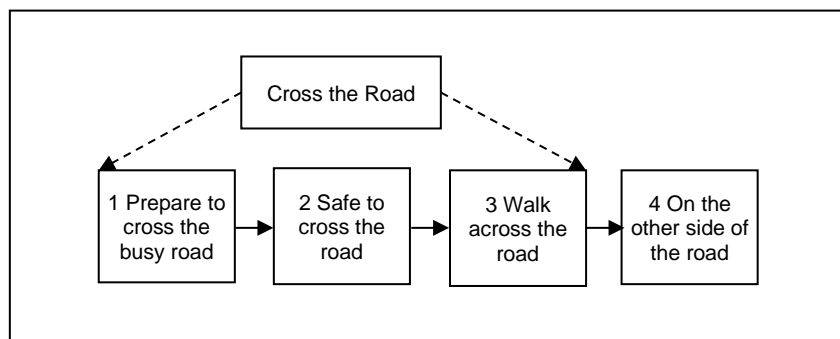 Cross the Road
1 Prepare to
cross the
busy road
2 Safe to
cross the
road
3 Walk
across the
road
4 On the
other side of
the road